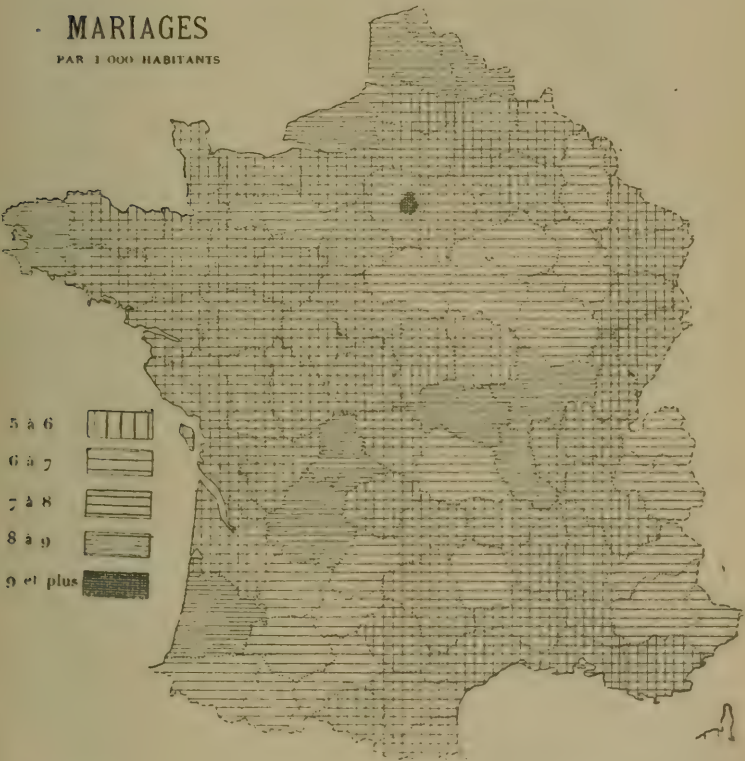 MARIAGES
PAR 1 000 HABITANTS
5 à 6
6 à 7
7 à 8
8 à 9
9 et plus